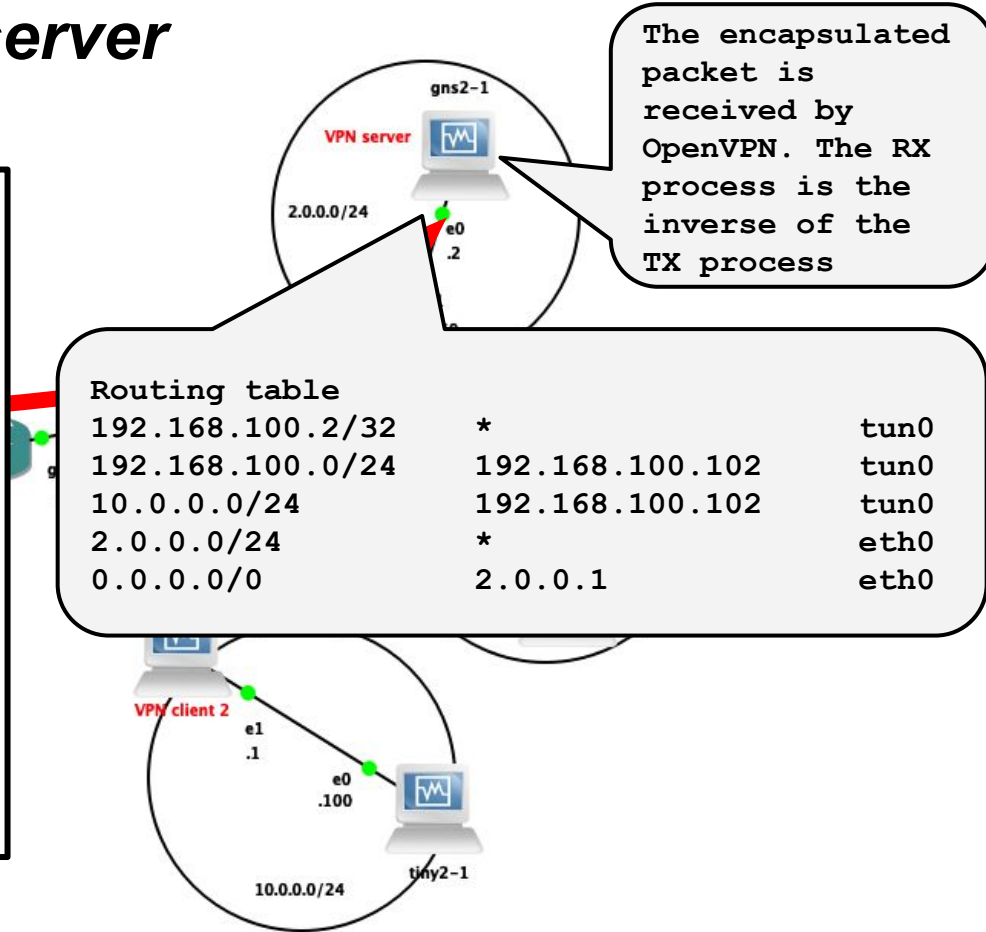 server
The encapsulated
packet is
received by
OpenVPN. The RX
process is the
inverse of the
TX process
gns2-1
VPN server
2.0.0.0/24
e0
.2
Routing table
192.168.100.2/32 * tun0
192.168.100.0/24 192.168.100.102 tun0
10.0.0.0/24 192.168.100.102 tun0
2.0.0.0/24 * eth0
0.0.0.0/0 2.0.0.1 eth0
VPN client 2
e1
.1
e0
.100
tiny2-1
10.0.0.0/24